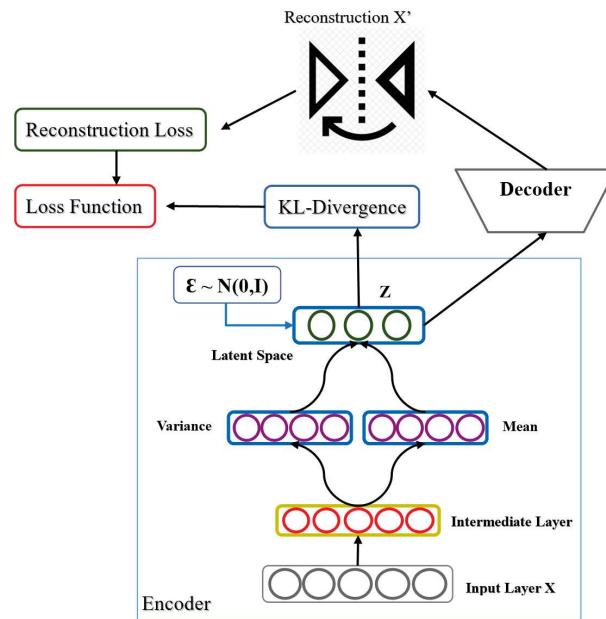 Reconstruction X’
Reconstruction Loss
Decoder
Loss Function
KL-Divergence
Ɛ ~ N(0,I)
Z
Latent Space
Variance
Mean
Intermediate Layer
Input Layer X
Encoder